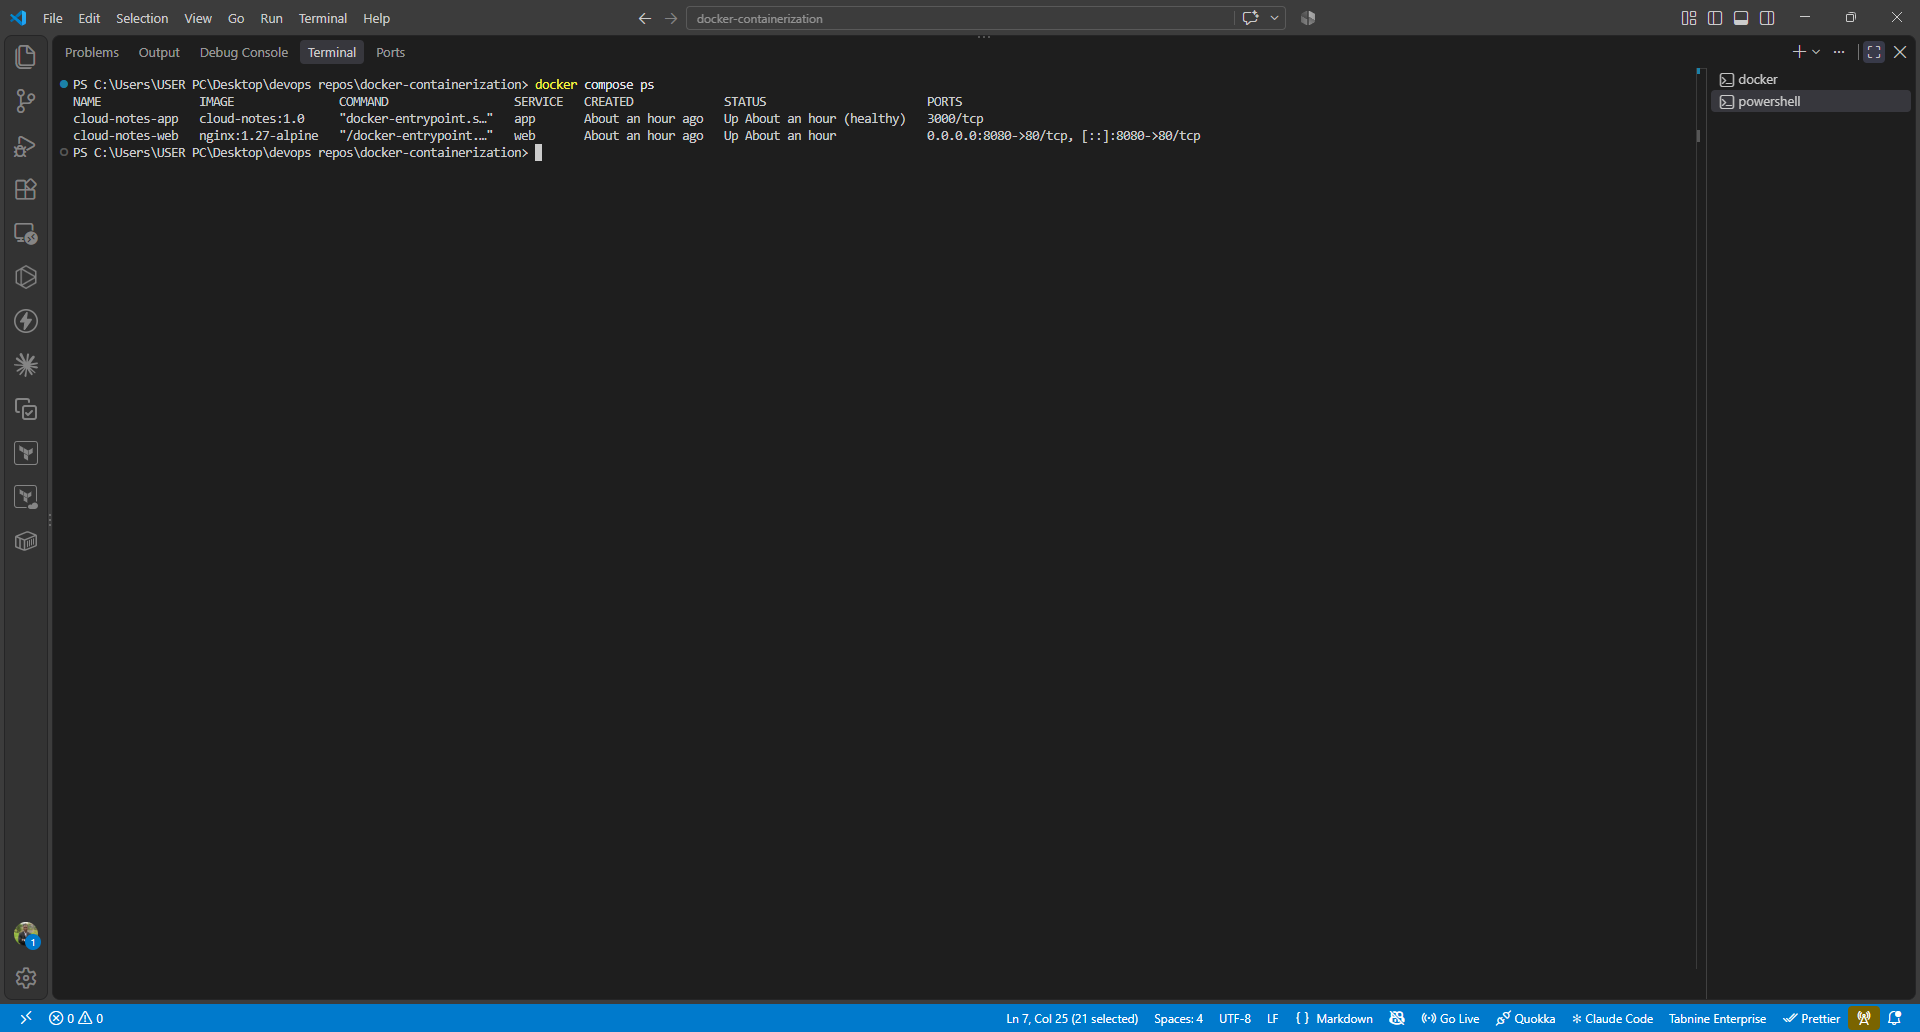 File Edit Selection View Go Run Terminal Help
docker-containerization
Problems Output Debug Console Terminal Ports
PS C:\Users\USER PC\Desktop\devops repos\docker-containerization> docker compose ps
NAME IMAGE COMMAND SERVICE CREATED STATUS PORTS
cloud-notes-app cloud-notes:1.0 "docker-entrypoint.s…" app About an hour ago Up About an hour (healthy) 3000/tcp
cloud-notes-web nginx:1.27-alpine "/docker-entrypoint.…" web About an hour ago Up About an hour 0.0.0.0:8080->80/tcp, [::]:8080->80/tcp
PS C:\Users\USER PC\Desktop\devops repos\docker-containerization>
docker
powershell
1
0 0 Ln 7, Col 25 (21 selected) Spaces: 4 UTF-8 LF {} Markdown Go Live Quokka Claude Code Tabnine Enterprise Prettier